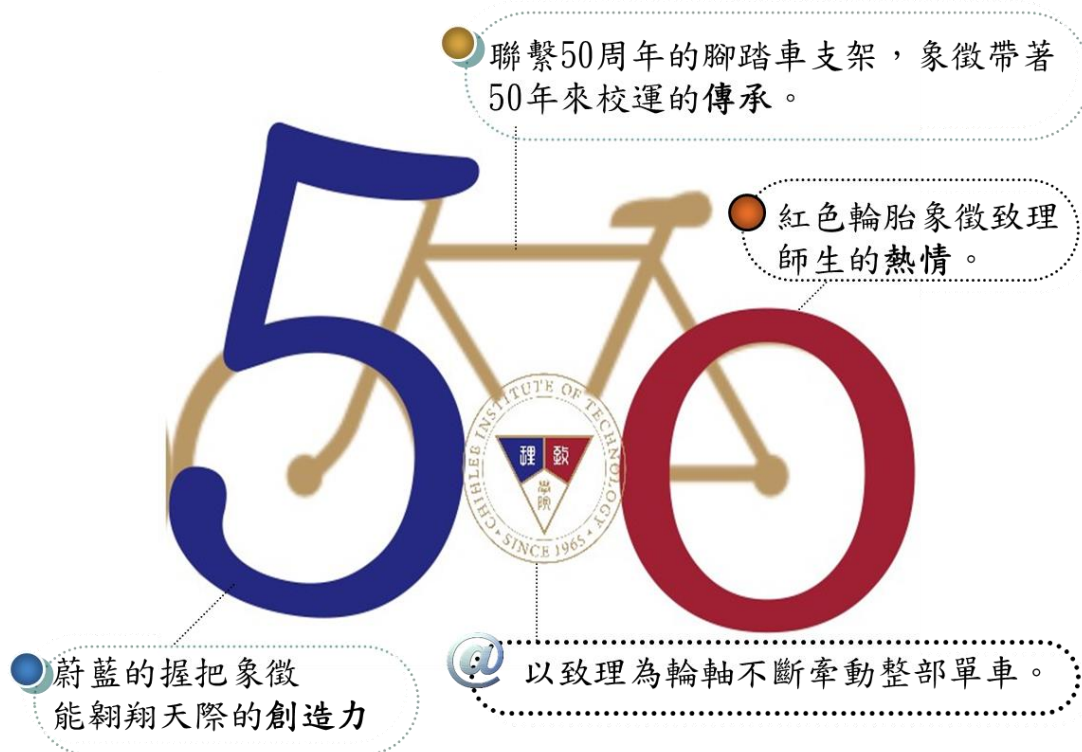 聯繫50周年的腳踏車支架，象徵帶著
50年來校運的傳承。
紅色輪胎象徵致理
師生的熱情。
50
CHIHLEE INSTITUTE OF TECHNOLOGY
理 致
學院
SINCE 1965
蔚藍的握把象徵
能翱翔天際的創造力
@ 以致理為輪軸不斷牽動整部單車。